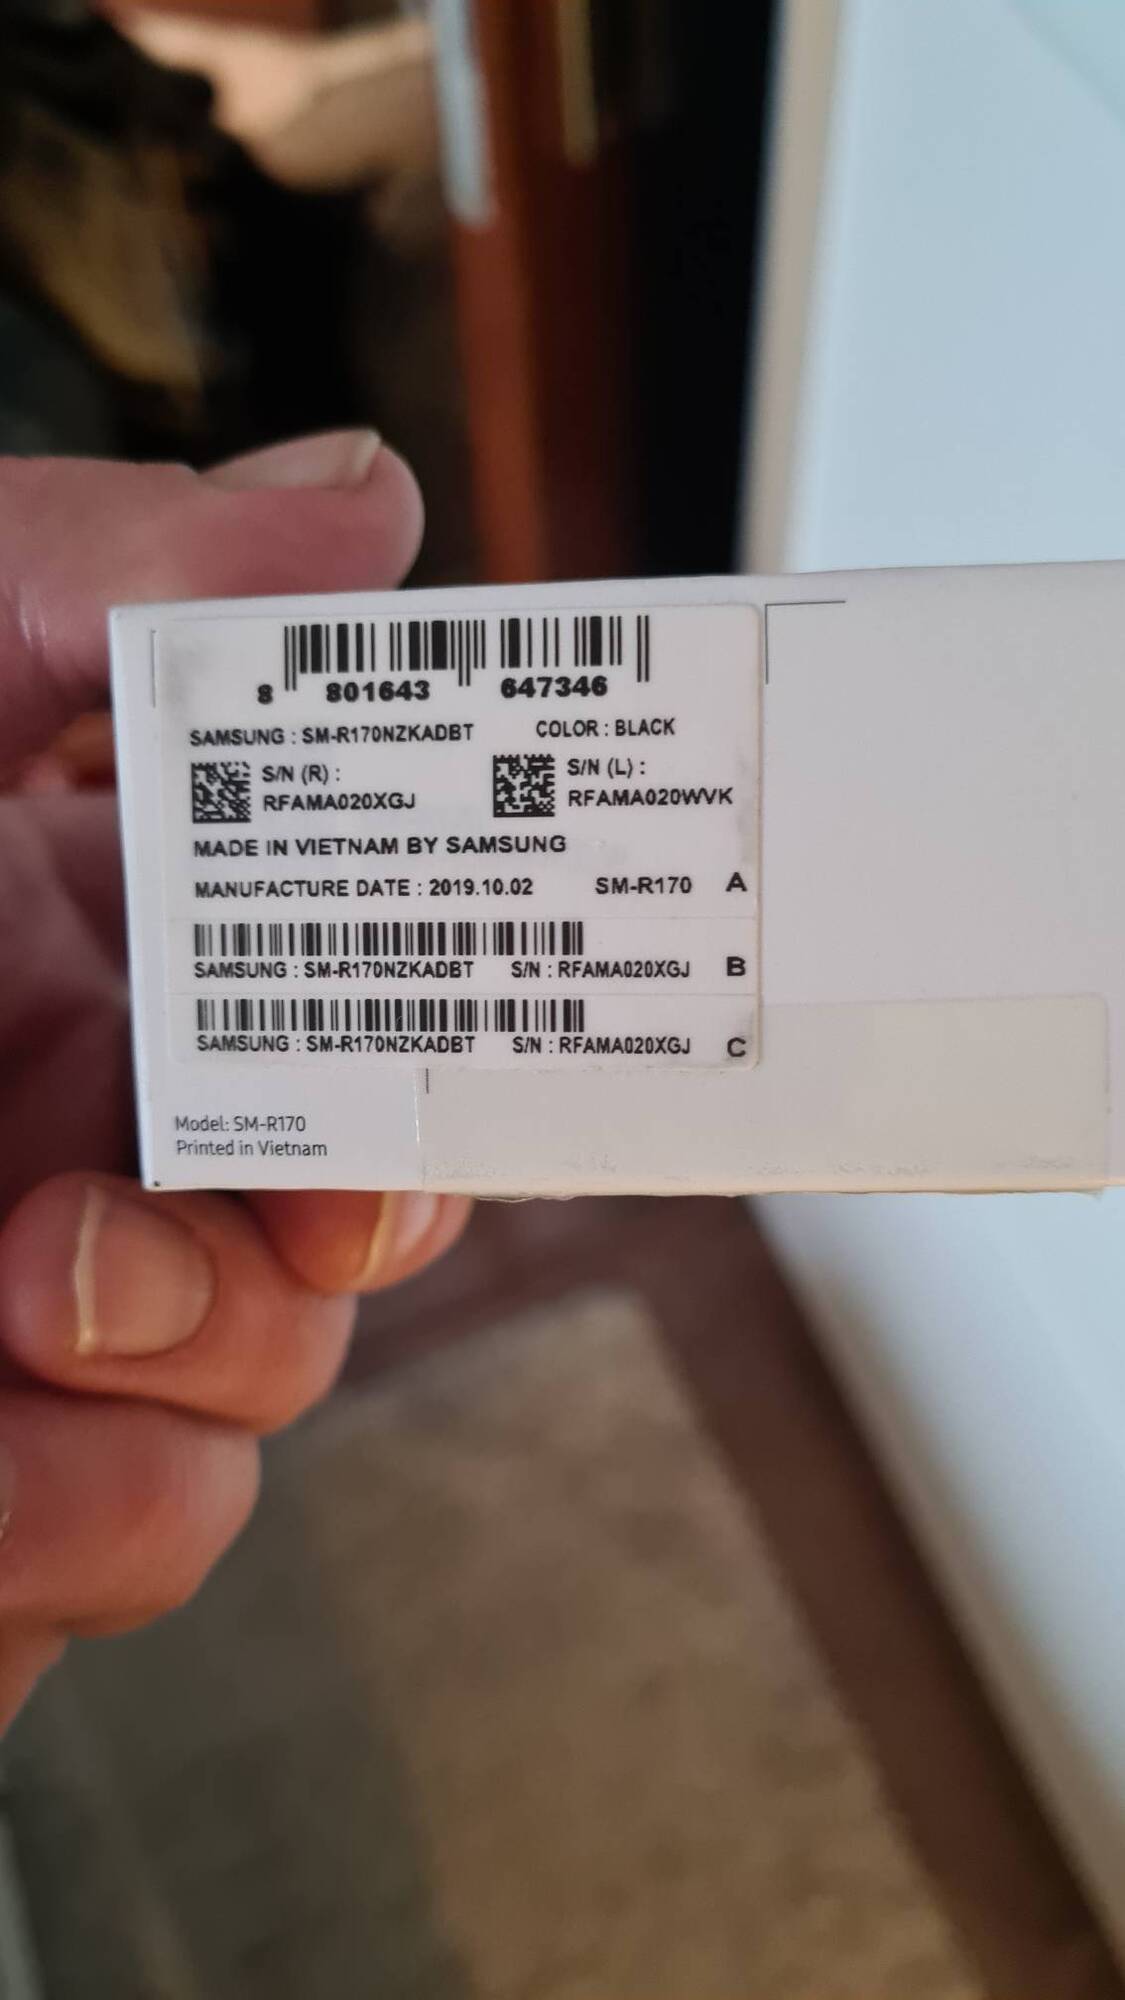 8 801643 647346
SAMSUNG : SM-R170NZKADBT COLOR : BLACK
S/N (R) : S/N (L) :
RFAMA020XGJ RFAMA020WVK
MADE IN VIETNAM BY SAMSUNG
MANUFACTURE DATE : 2019.10.02 SM-R170 A
SAMSUNG : SM-R170NZKADBT S/N : RFAMA020XGJ B
SAMSUNG : SM-R170NZKADBT S/N : RFAMA020XGJ C
Model: SM-R170
Printed in Vietnam